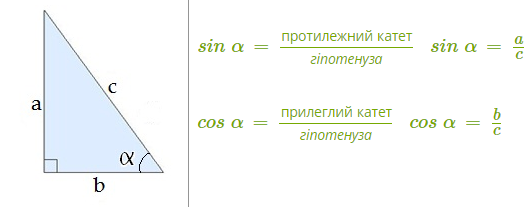 a
c
α
b
sin α = протилежний катет / гіпотенуза sin α = a/c
cos α = прилеглий катет / гіпотенуза cos α = b/c